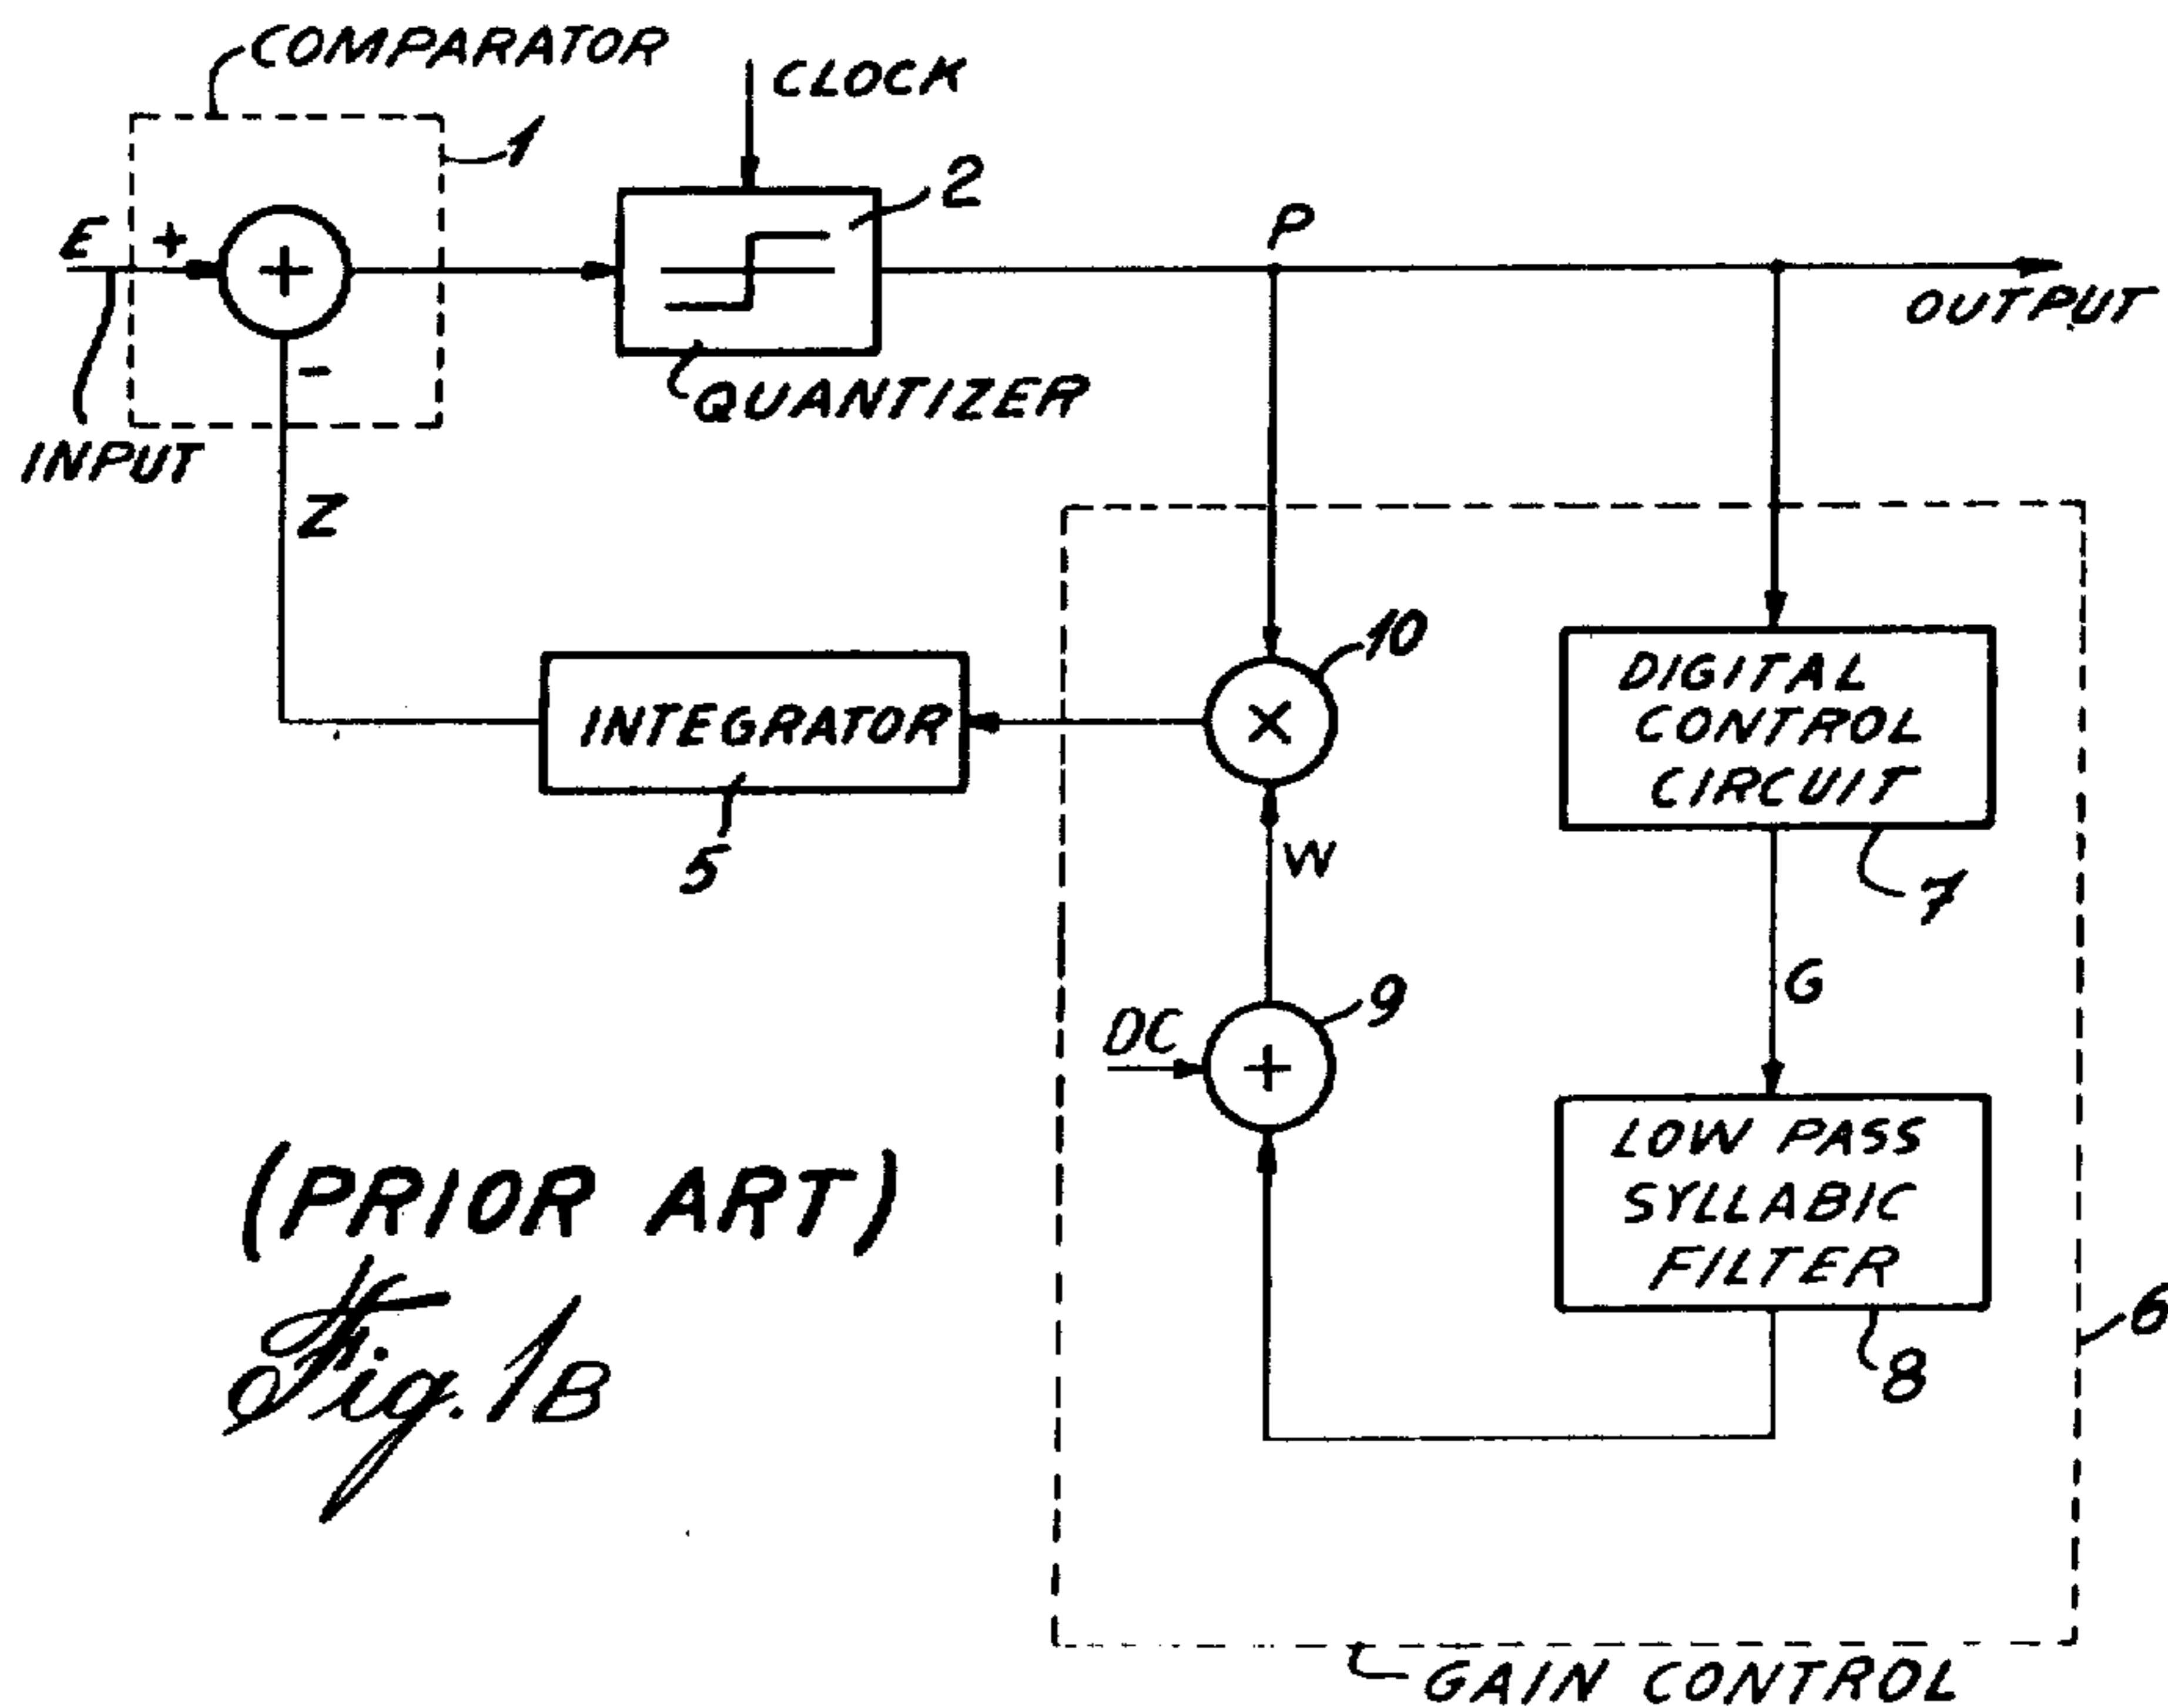 COMPARATOR
CLOCK
1
2
E
+
+
P
-
OUTPUT
QUANTIZER
INPUT
Z
10
DIGITAL
CONTROL
CIRCUIT
×
INTEGRATOR
5
W
7
G
9
DC
+
LOW PASS
SYLLABIC
FILTER
8
6
(PRIOR ART)
Fig. 1B
GAIN CONTROL